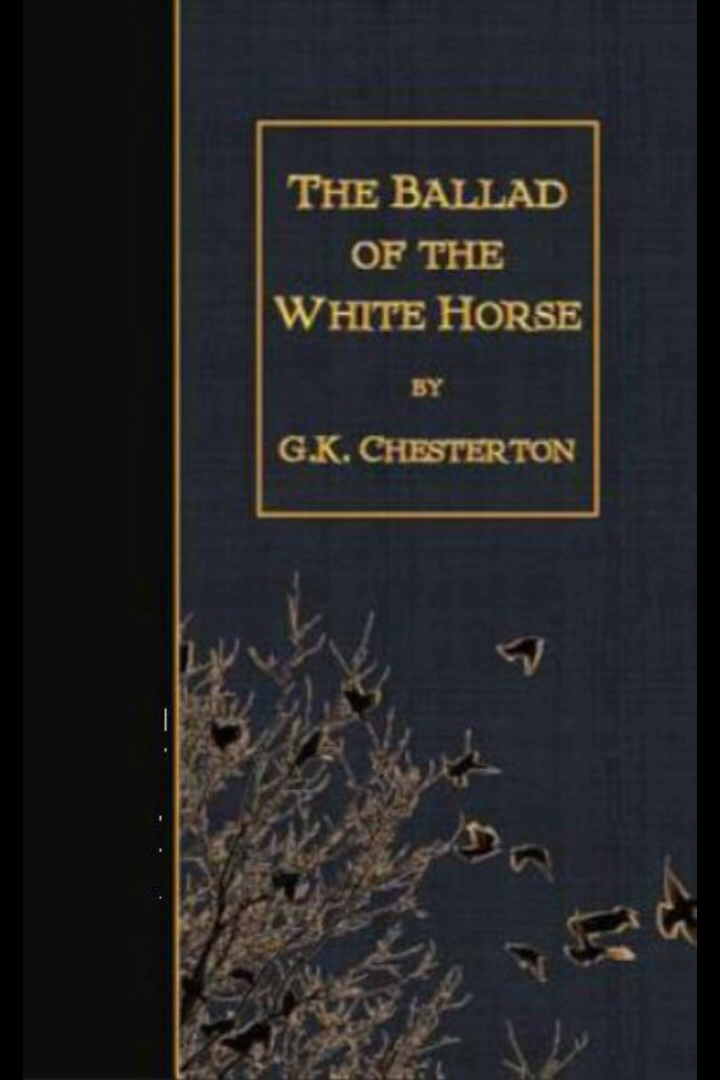 THE BALLAD
OF THE
WHITE HORSE
BY
G.K. CHESTERTON